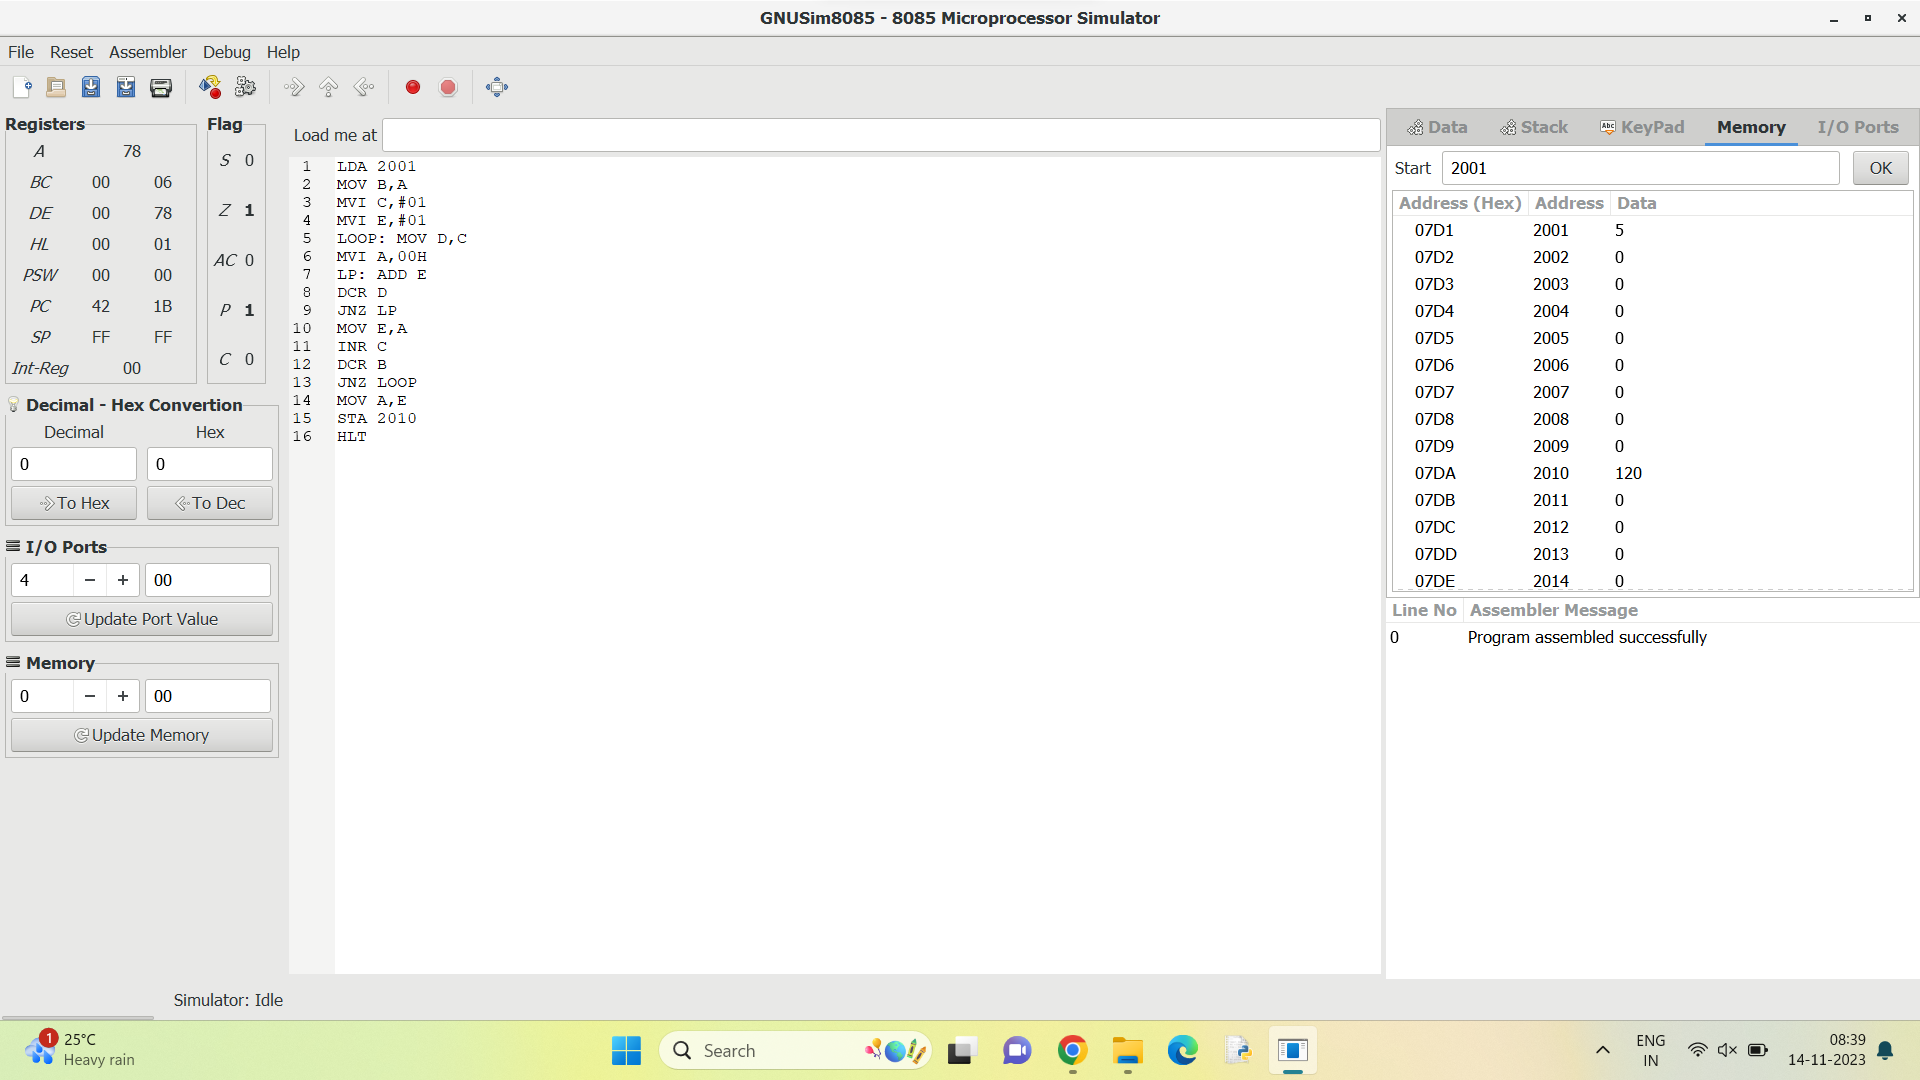 GNUSim8085 - 8085 Microprocessor Simulator
File Reset Assembler Debug Help
Registers
A 78
BC 00 06
DE 00 78
HL 00 01
PSW 00 00
PC 42 1B
SP FF FF
Int-Reg 00
Flag
S 0
Z 1
AC 0
P 1
C 0
Decimal - Hex Convertion
Decimal Hex
0 0
To Hex To Dec
I/O Ports
4 − + 00
Update Port Value
Memory
0 − + 00
Update Memory
Load me at
1 LDA 2001
2 MOV B,A
3 MVI C,#01
4 MVI E,#01
5 LOOP: MOV D,C
6 MVI A,00H
7 LP: ADD E
8 DCR D
9 JNZ LP
10 MOV E,A
11 INR C
12 DCR B
13 JNZ LOOP
14 MOV A,E
15 STA 2010
16 HLT
Data Stack Abc KeyPad Memory I/O Ports
Start 2001 OK
Address (Hex) Address Data
07D1 2001 5
07D2 2002 0
07D3 2003 0
07D4 2004 0
07D5 2005 0
07D6 2006 0
07D7 2007 0
07D8 2008 0
07D9 2009 0
07DA 2010 120
07DB 2011 0
07DC 2012 0
07DD 2013 0
07DE 2014 0
Line No Assembler Message
0 Program assembled successfully
Simulator: Idle
1 25°C
Heavy rain
Search
ENG
IN
08:39
14-11-2023